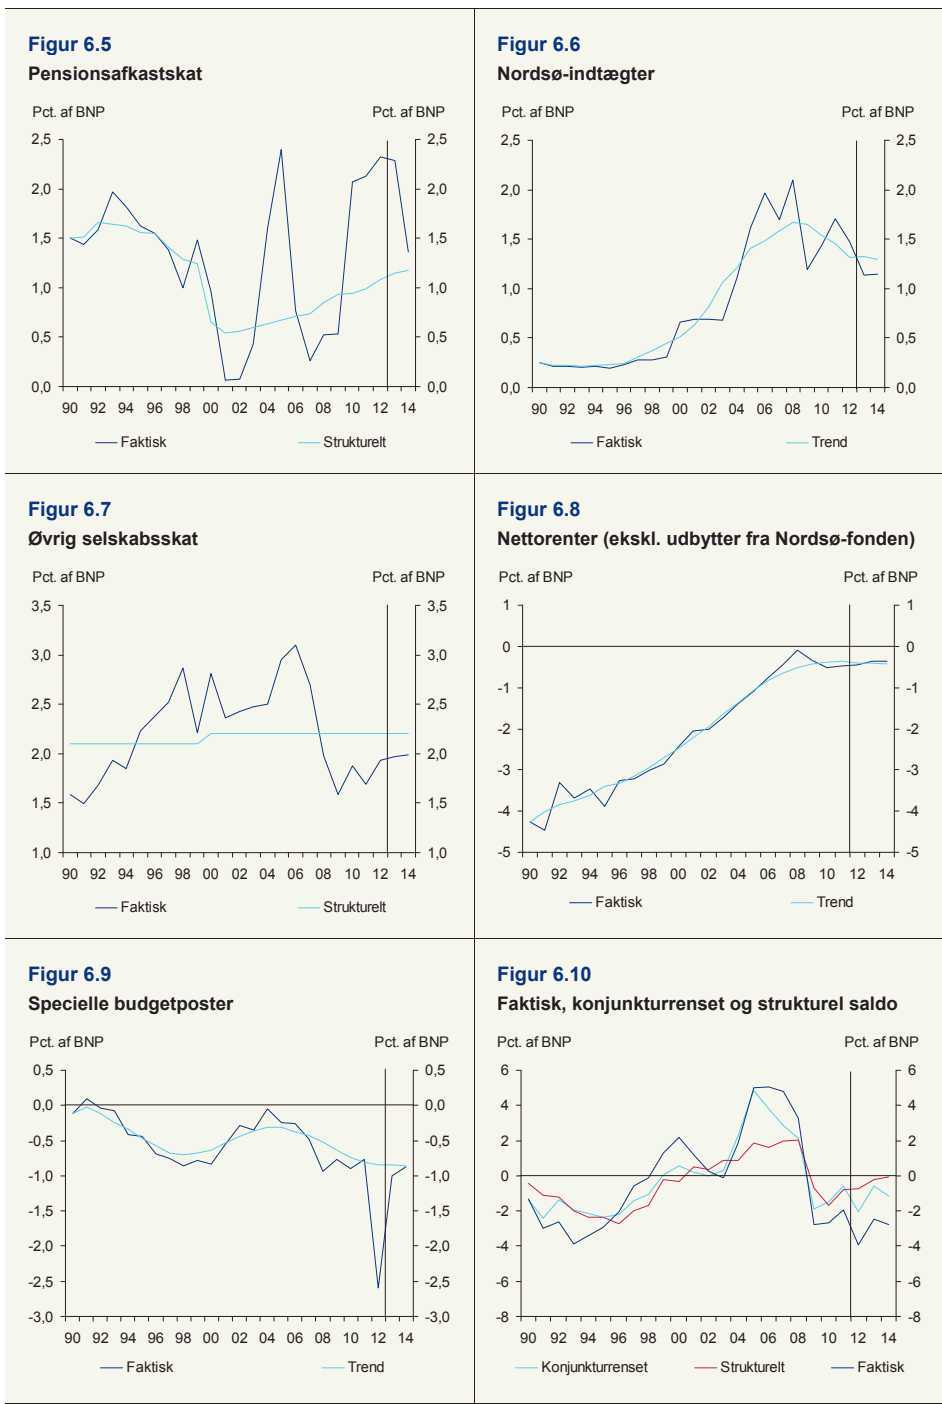 Figur 6.5
Pensionsafkastskat
Pct. af BNP Pct. af BNP
2,5 2,5
2,0 2,0
1,5 1,5
1,0 1,0
0,5 0,5
0,0 0,0
90 92 94 96 98 00 02 04 06 08 10 12 14
Faktisk Strukturelt
Figur 6.6
Nordsø-indtægter
Pct. af BNP Pct. af BNP
2,5 2,5
2,0 2,0
1,5 1,5
1,0 1,0
0,5 0,5
0,0 0,0
90 92 94 96 98 00 02 04 06 08 10 12 14
Faktisk Trend
Figur 6.7
Øvrig selskabsskat
Pct. af BNP Pct. af BNP
3,5 3,5
3,0 3,0
2,5 2,5
2,0 2,0
1,5 1,5
1,0 1,0
90 92 94 96 98 00 02 04 06 08 10 12 14
Faktisk Strukturelt
Figur 6.8
Nettorenter (ekskl. udbytter fra Nordsø-fonden)
Pct. af BNP Pct. af BNP
1 1
0 0
-1 -1
-2 -2
-3 -3
-4 -4
-5 -5
90 92 94 96 98 00 02 04 06 08 10 12 14
Faktisk Trend
Figur 6.9
Specielle budgetposter
Pct. af BNP Pct. af BNP
0,5 0,5
0,0 0,0
-0,5 -0,5
-1,0 -1,0
-1,5 -1,5
-2,0 -2,0
-2,5 -2,5
-3,0 -3,0
90 92 94 96 98 00 02 04 06 08 10 12 14
Faktisk Trend
Figur 6.10
Faktisk, konjunkturrenset og strukturel saldo
Pct. af BNP Pct. af BNP
6 6
4 4
2 2
0 0
-2 -2
-4 -4
-6 -6
-8 -8
90 92 94 96 98 00 02 04 06 08 10 12 14
Konjunkturrenset Strukturelt Faktisk